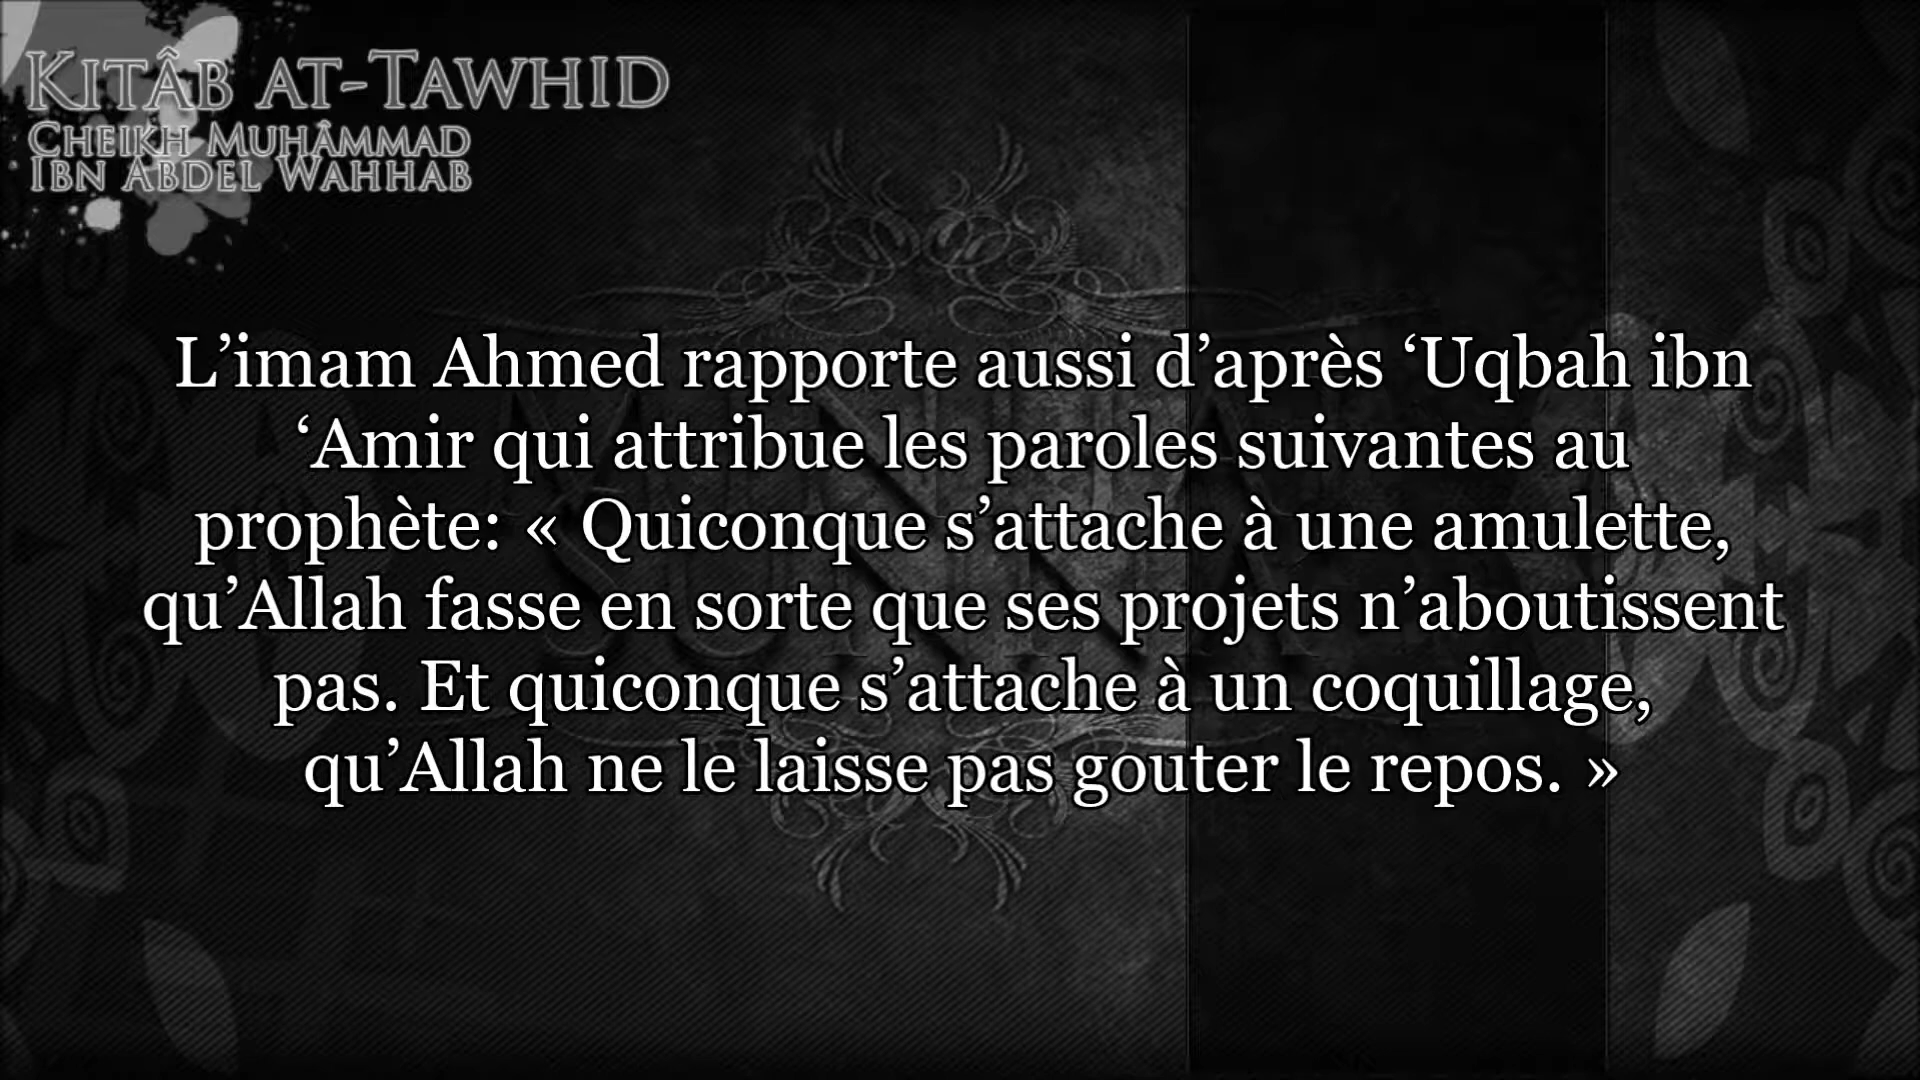 KITÂB AT-TAWHID
CHEIKH MUHÂMMAD
IBN ABDEL WAHHAB
L’imam Ahmed rapporte aussi d’après ‘Uqbah ibn
‘Amir qui attribue les paroles suivantes au
prophète: « Quiconque s’attache à une amulette,
qu’Allah fasse en sorte que ses projets n’aboutissent
pas. Et quiconque s’attache à un coquillage,
qu’Allah ne le laisse pas gouter le repos. »